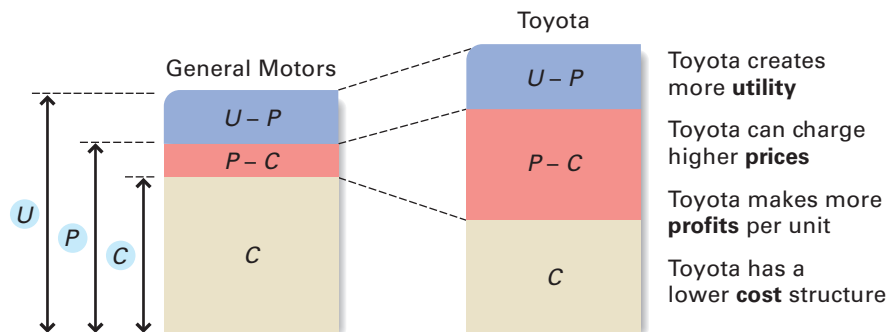 General Motors
Toyota
U – P
P – C
C
U
P
C
U – P
P – C
C
Toyota creates
more utility
Toyota can charge
higher prices
Toyota makes more
profits per unit
Toyota has a
lower cost structure